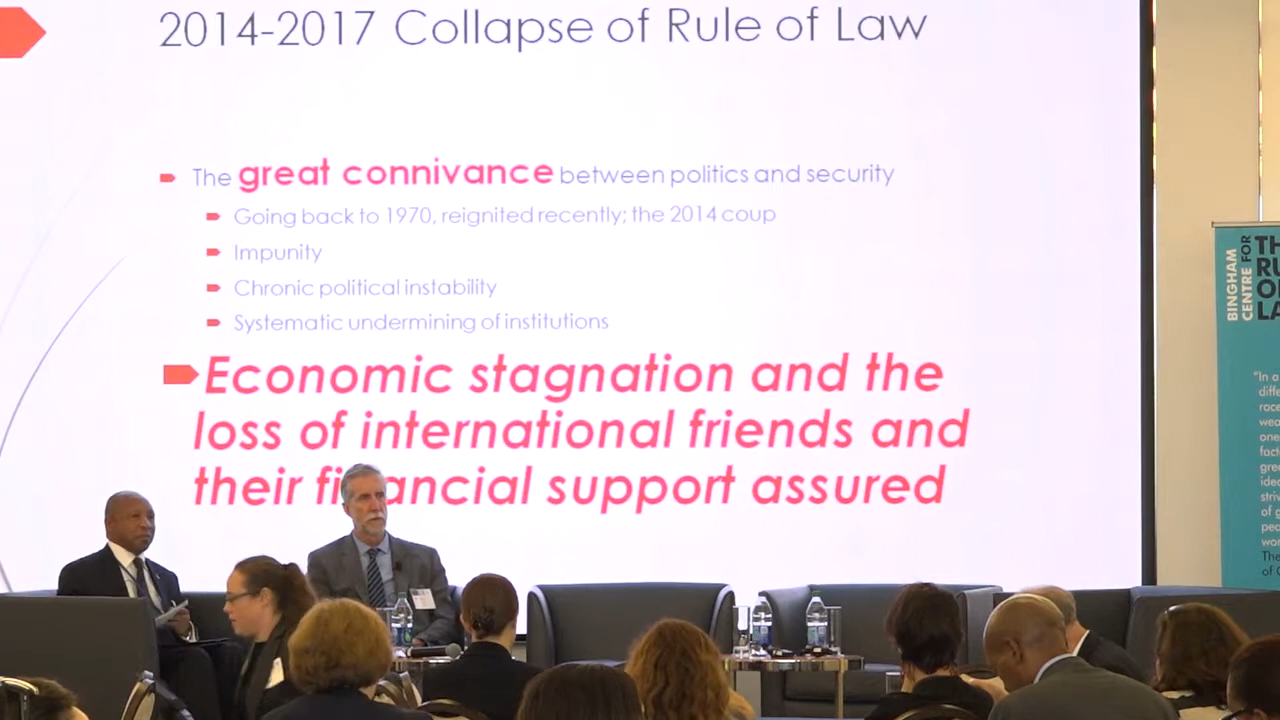 2014-2017 Collapse of Rule of Law
The great connivance between politics and security
Going back to 1970, reignited recently; the 2014 coup
Impunity
Chronic political instability
Systematic undermining of institutions
Economic stagnation and the
loss of international friends and
their financial support assured
BINGHAM
CENTRE FOR
OF
"In a
of
The
of